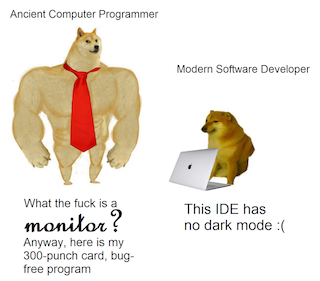 Ancient Computer Programmer
Modern Software Developer
What the fuck is a
monitor?
Anyway, here is my
300-punch card, bug-
free program
This IDE has
no dark mode :(